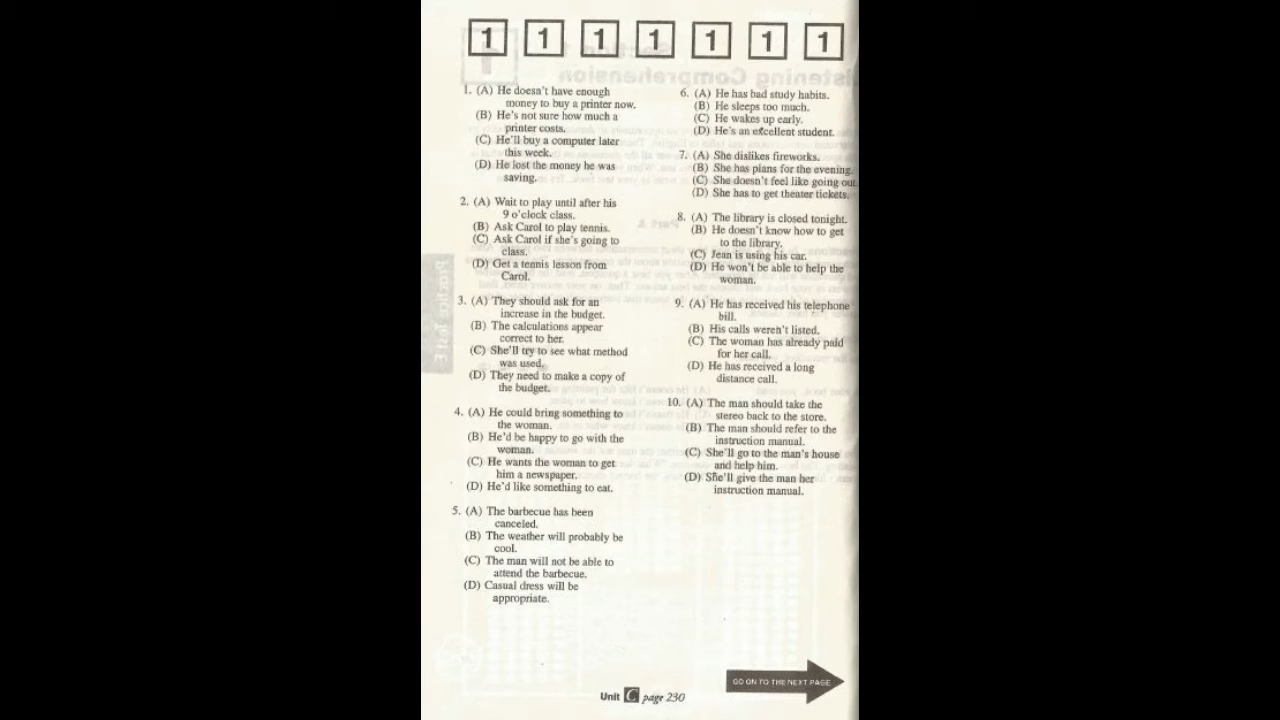 1 1 1 1 1 1 1
1. (A) He doesn't have enough
money to buy a printer now.
(B) He's not sure how much a
printer costs.
(C) He'll buy a computer later
this week.
(D) He lost the money he was
saving.
2. (A) Wait to play until after his
9 o'clock class.
(B) Ask Carol to play tennis.
(C) Ask Carol if she's going to
class.
(D) Get a tennis lesson from
Carol.
3. (A) They should ask for an
increase in the budget.
(B) The calculations appear
correct to her.
(C) She'll try to see what method
was used.
(D) They need to make a copy of
the budget.
4. (A) He could bring something to
the woman.
(B) He'd be happy to go with the
woman.
(C) He wants the woman to get
him a newspaper.
(D) He'd like something to eat.
5. (A) The barbecue has been
canceled.
(B) The weather will probably be
cool.
(C) The man will not be able to
attend the barbecue.
(D) Casual dress will be
appropriate.
6. (A) He has bad study habits.
(B) He sleeps too much.
(C) He wakes up early.
(D) He's an excellent student.
7. (A) She dislikes fireworks.
(B) She has plans for the evening.
(C) She doesn't feel like going out.
(D) She has to get theater tickets.
8. (A) The library is closed tonight.
(B) He doesn't know how to get
to the library.
(C) Jean is using his car.
(D) He won't be able to help the
woman.
9. (A) He has received his telephone
bill.
(B) His calls weren't listed.
(C) The woman has already paid
for her call.
(D) He has received a long
distance call.
10. (A) The man should take the
stereo back to the store.
(B) The man should refer to the
instruction manual.
(C) She'll go to the man's house
and help him.
(D) She'll give the man her
instruction manual.
GO ON TO THE NEXT PAGE
Unit C page 230